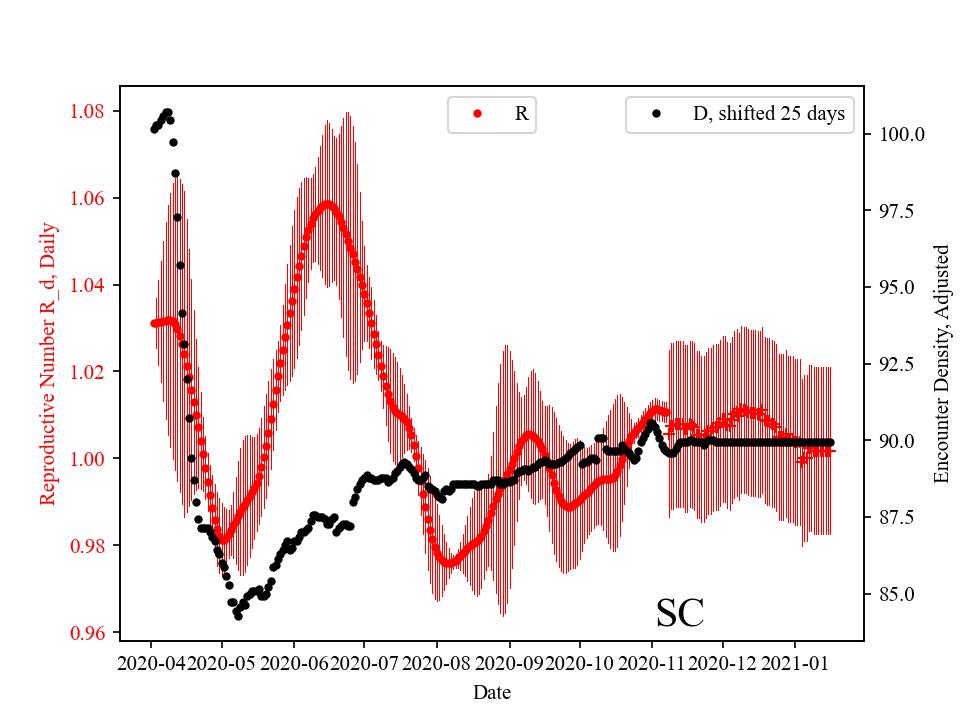 R
D, shifted 25 days
1.08
1.06
1.04
1.02
1.00
0.98
0.96
Reproductive Number R_d, Daily
100.0
97.5
95.0
92.5
90.0
87.5
85.0
Encounter Density, Adjusted
SC
2020-04 2020-05 2020-06 2020-07 2020-08 2020-09 2020-10 2020-11 2020-12 2021-01
Date